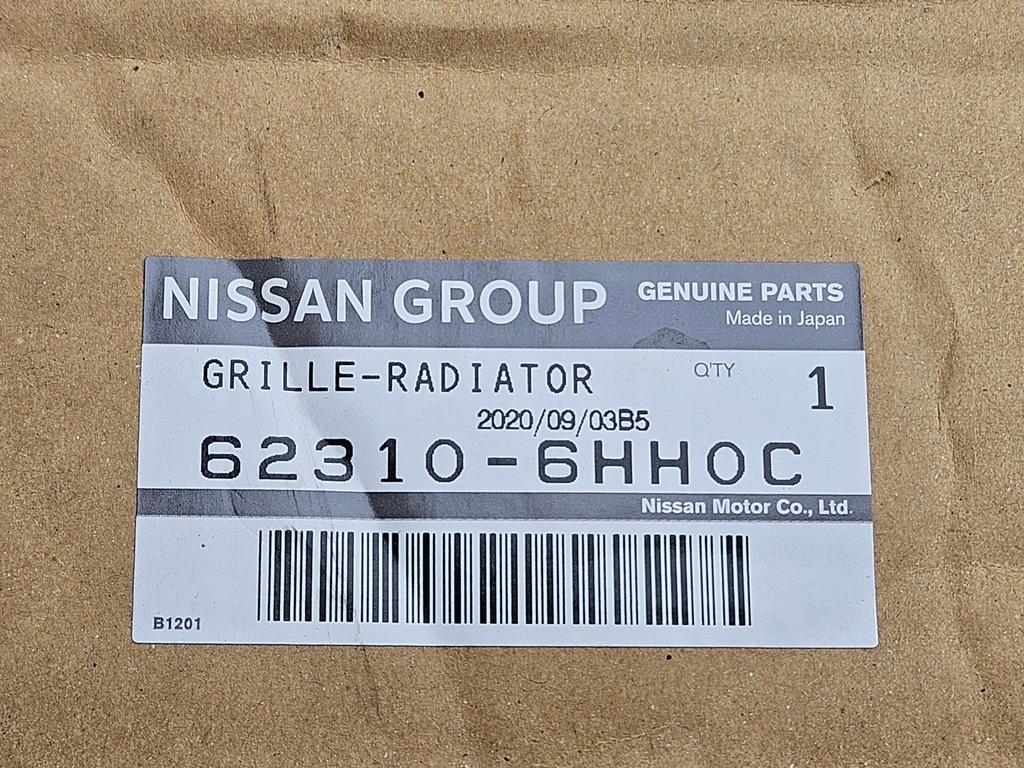 NISSAN GROUP GENUINE PARTS
Made in Japan
GRILLE-RADIATOR Q'TY 1
2020/09/03B5
62310-6HH0C
Nissan Motor Co., Ltd.
B1201